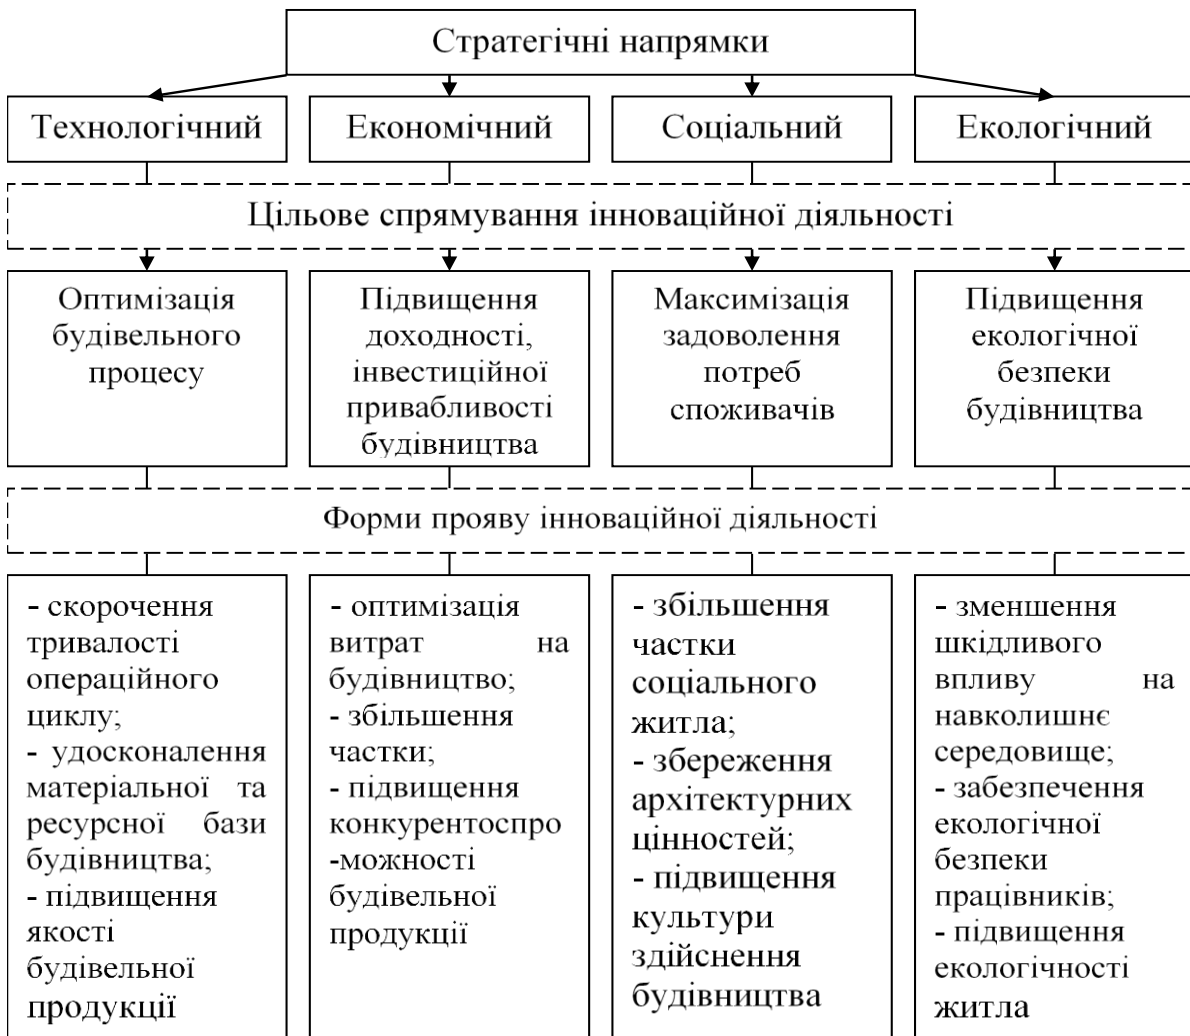 Стратегічні напрямки
Технологічний
Економічний
Соціальний
Екологічний
Цільове спрямування інноваційної діяльності
Оптимізація
будівельного
процесу
Підвищення
доходності,
інвестиційної
привабливості
будівництва
Максимізація
задоволення
потреб
споживачів
Підвищення
екологічної
безпеки
будівництва
Форми прояву інноваційної діяльності
- скорочення
тривалості
операційного
циклу;
- удосконалення
матеріальної та
ресурсної бази
будівництва;
- підвищення
якості
будівельної
продукції
- оптимізація
витрат на
будівництво;
- збільшення
частки;
- підвищення
конкурентоспро
-можності
будівельної
продукції
- збільшення
частки
соціального
житла;
- збереження
архітектурних
цінностей;
- підвищення
культури
здійснення
будівництва
- зменшення
шкідливого
впливу на
навколишнє
середовище;
- забезпечення
екологічної
безпеки
працівників;
- підвищення
екологічності
житла